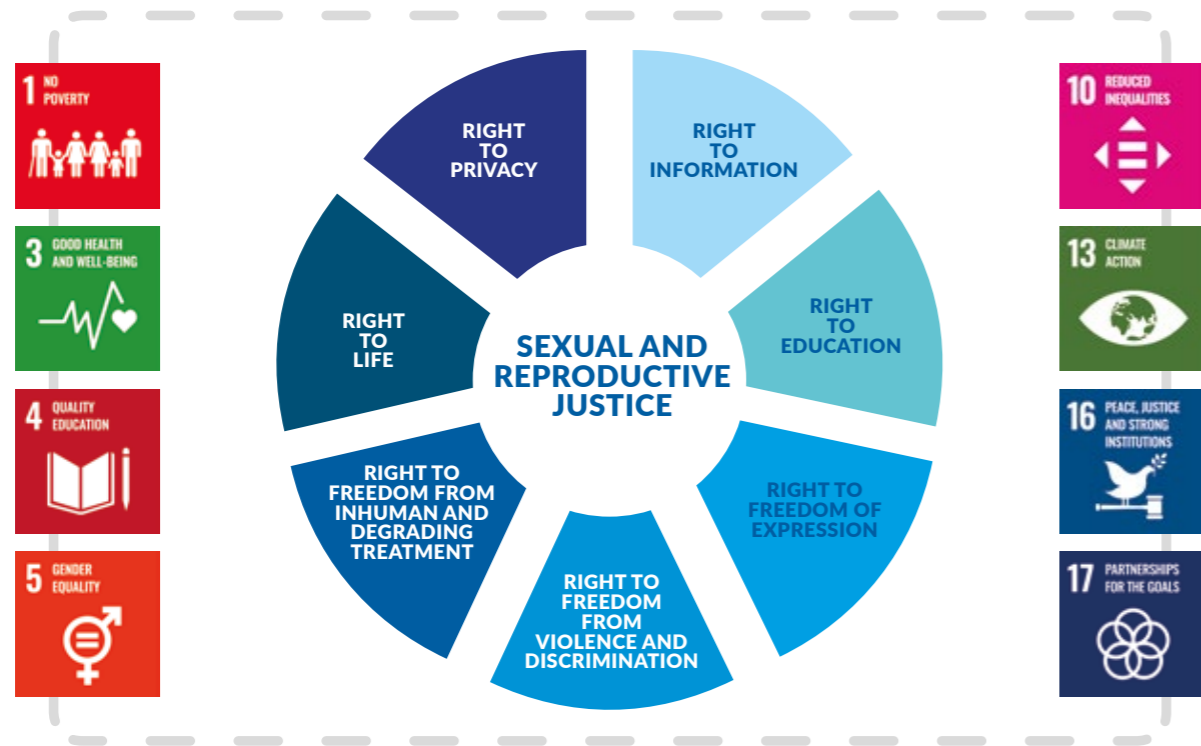 1 NO
POVERTY
3 GOOD HEALTH
AND WELL-BEING
4 QUALITY
EDUCATION
5 GENDER
EQUALITY
RIGHT
TO
PRIVACY
RIGHT
TO
INFORMATION
RIGHT
TO
LIFE
RIGHT
TO
EDUCATION
SEXUAL AND
REPRODUCTIVE
JUSTICE
RIGHT TO
FREEDOM FROM
INHUMAN AND
DEGRADING
TREATMENT
RIGHT TO
FREEDOM OF
EXPRESSION
RIGHT TO
FREEDOM
FROM
VIOLENCE AND
DISCRIMINATION
10 REDUCED
INEQUALITIES
13 CLIMATE
ACTION
16 PEACE, JUSTICE
AND STRONG
INSTITUTIONS
17 PARTNERSHIPS
FOR THE GOALS